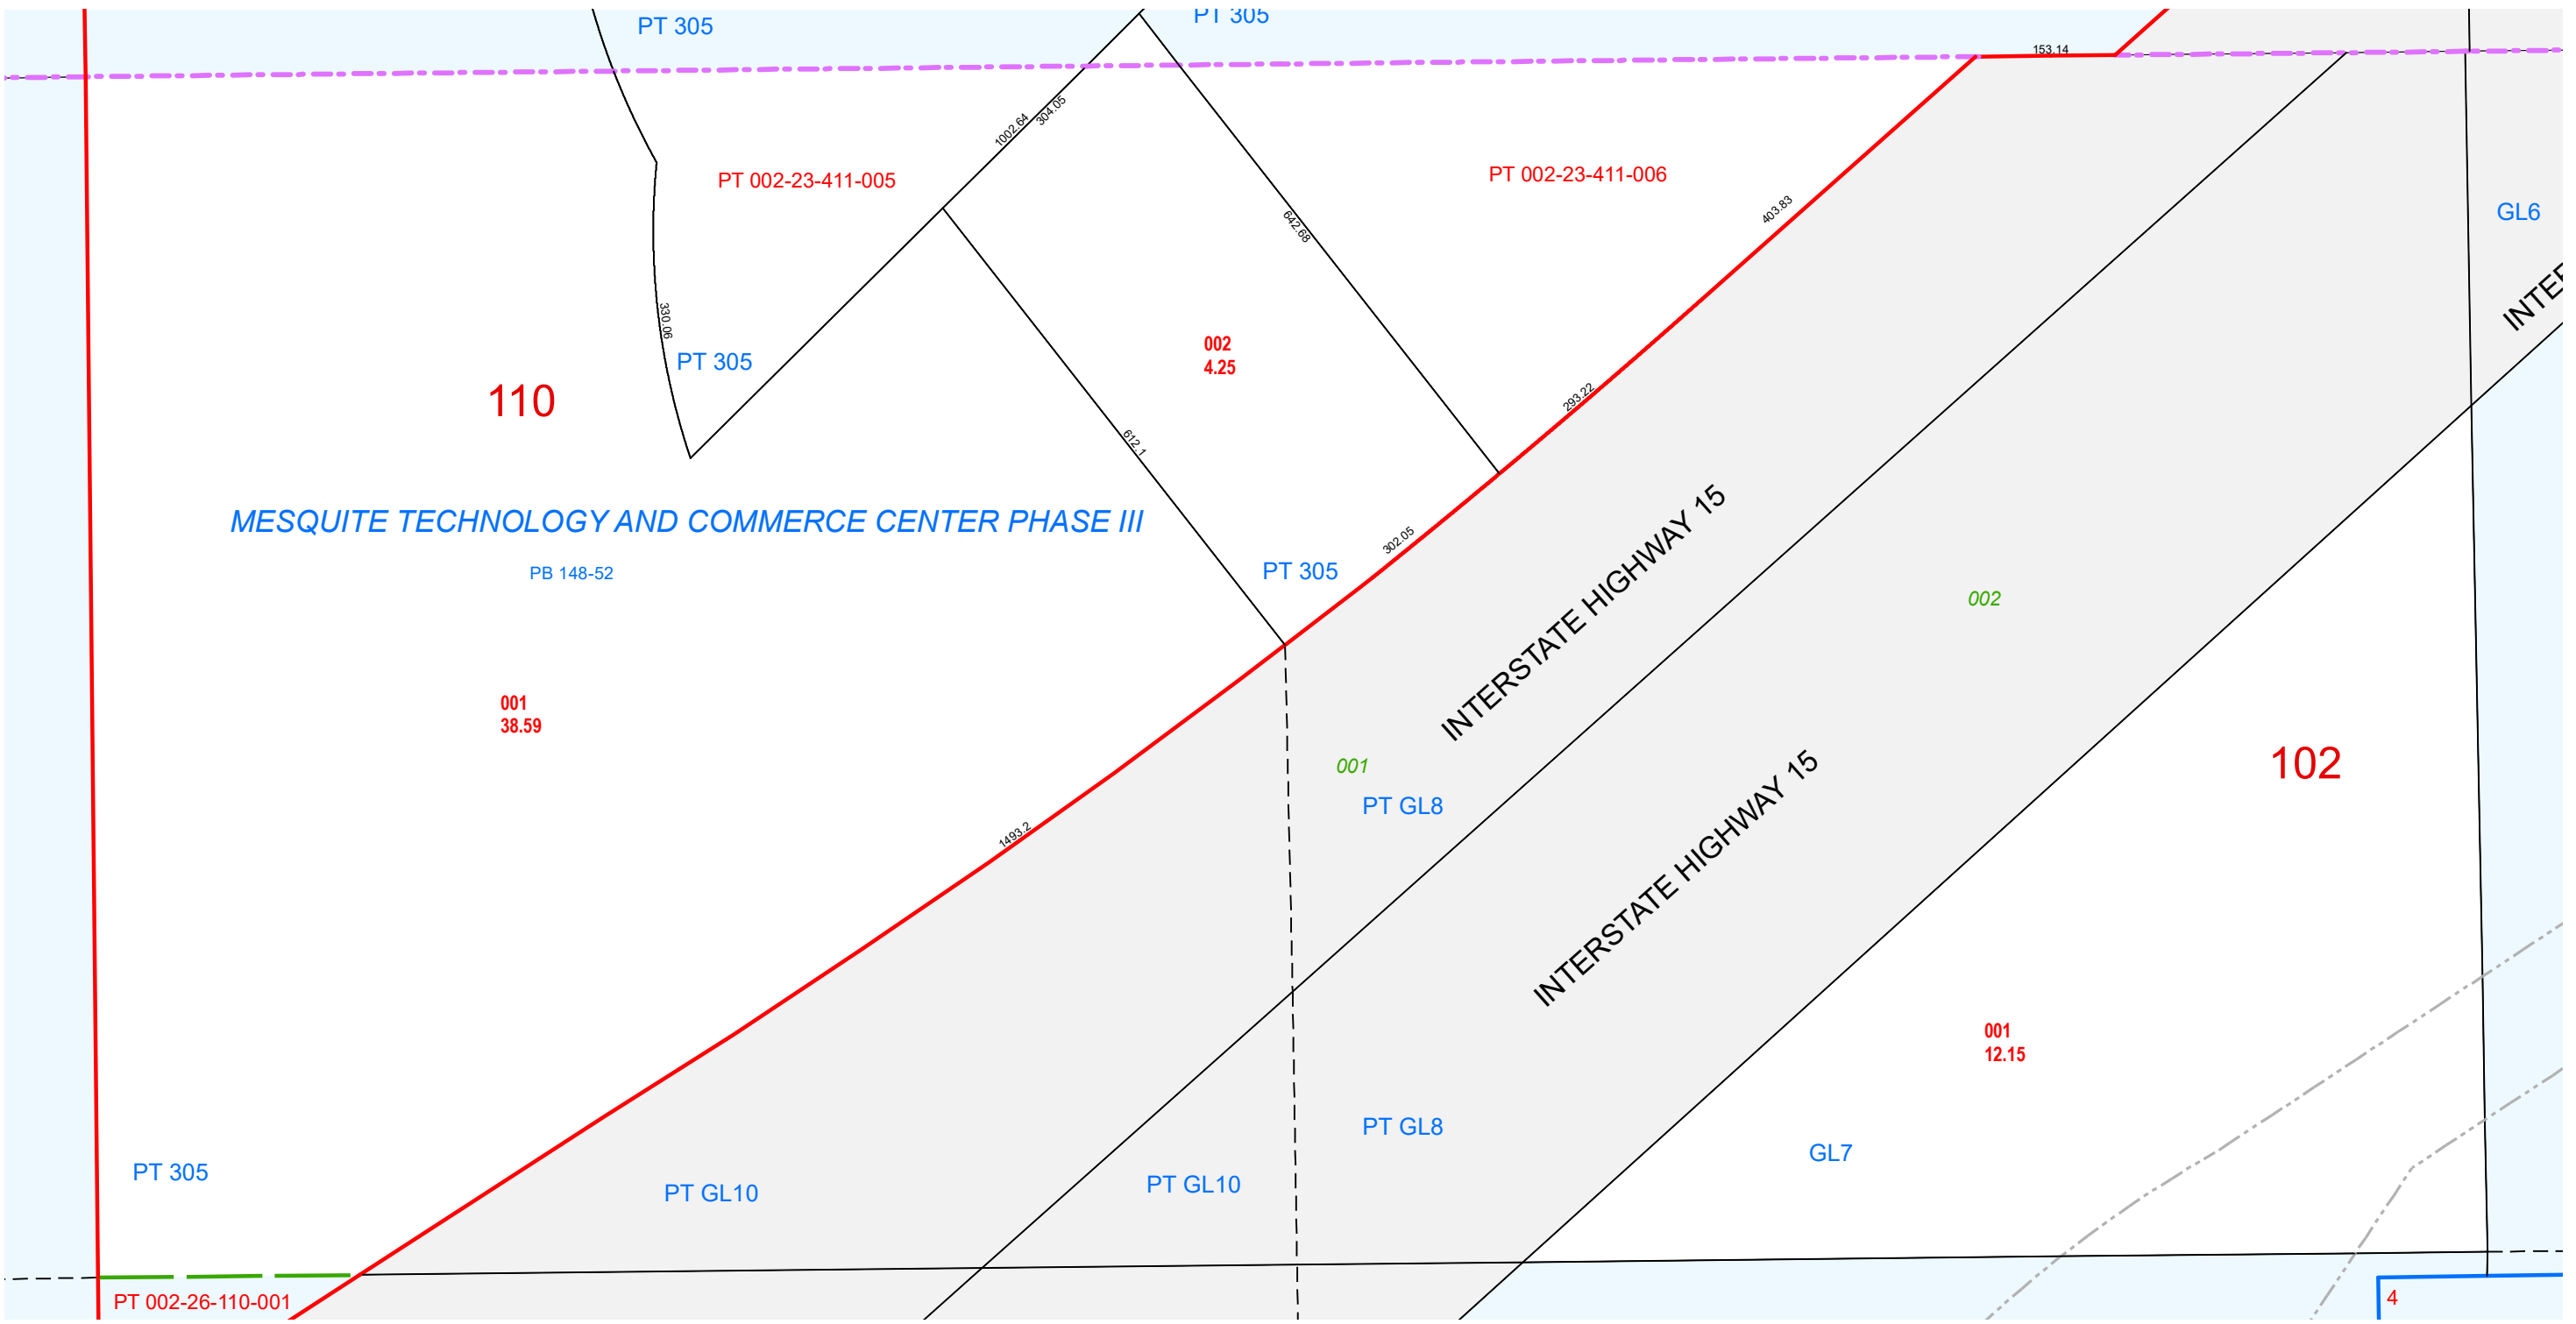 PT 305
PT 305
153.14
1002.64
304.05
PT 002-23-411-005
PT 002-23-411-006
403.83
642.68
GL6
INTER
330.06
PT 305
002
4.25
110
293.22
612.1
MESQUITE TECHNOLOGY AND COMMERCE CENTER PHASE III
PB 148-52
302.05
PT 305
INTERSTATE HIGHWAY 15
002
001
38.59
001
PT GL8
102
INTERSTATE HIGHWAY 15
1493.2
001
12.15
PT GL8
GL7
PT 305
PT GL10
PT GL10
PT 002-26-110-001
4